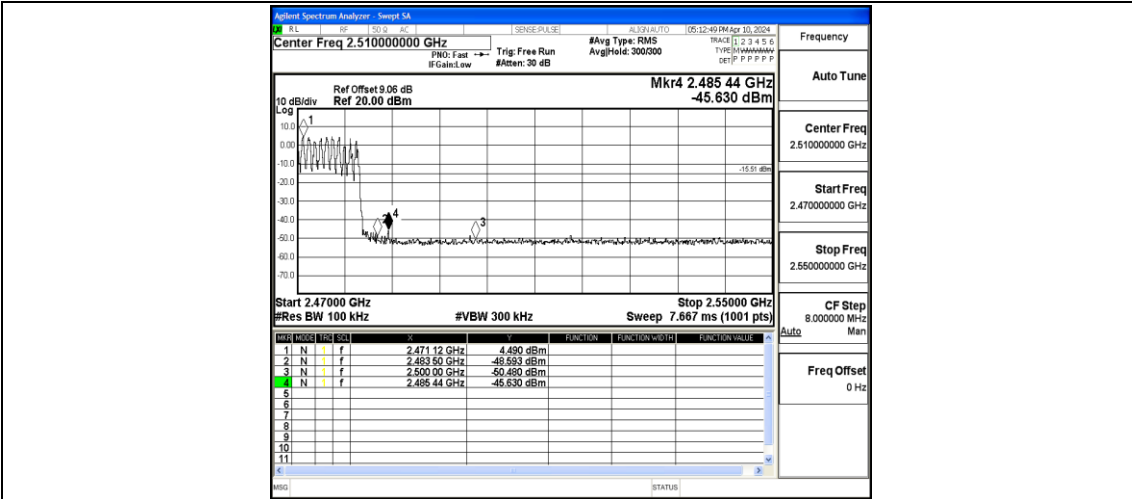 Agilent Spectrum Analyzer - Swept SA
RL RF 50 Ω AC SENSE:PULSE ALIGN AUTO 05:12:49 PM Apr 10, 2024
Center Freq 2.510000000 GHz
PNO: Fast
IFGain:Low
Trig: Free Run
#Atten: 30 dB
#Avg Type: RMS
Avg|Hold: 300/300
TRACE 1 2 3 4 5 6
TYPE MWWWWW
DET P P P P P P
Frequency
Auto Tune
Center Freq
2.510000000 GHz
Start Freq
2.470000000 GHz
Stop Freq
2.550000000 GHz
CF Step
8.000000 MHz
Auto Man
Freq Offset
0 Hz
Mkr4 2.485 44 GHz
-45.630 dBm
Ref Offset 9.06 dB
10 dB/div Ref 20.00 dBm
Log
10.0
0.00
-10.0
-20.0
-30.0
-40.0
-50.0
-60.0
-70.0
1
2
4
3
-15.51 dBm
Start 2.47000 GHz Stop 2.55000 GHz
#Res BW 100 kHz #VBW 300 kHz Sweep 7.667 ms (1001 pts)
MKR MODE TRC SCL X Y FUNCTION FUNCTION WIDTH FUNCTION VALUE
1 N 1 f 2.471 12 GHz 4.490 dBm
2 N 1 f 2.483 50 GHz -48.593 dBm
3 N 1 f 2.500 00 GHz -50.480 dBm
4 N 1 f 2.485 44 GHz -45.630 dBm
5
6
7
8
9
10
11
MSG STATUS